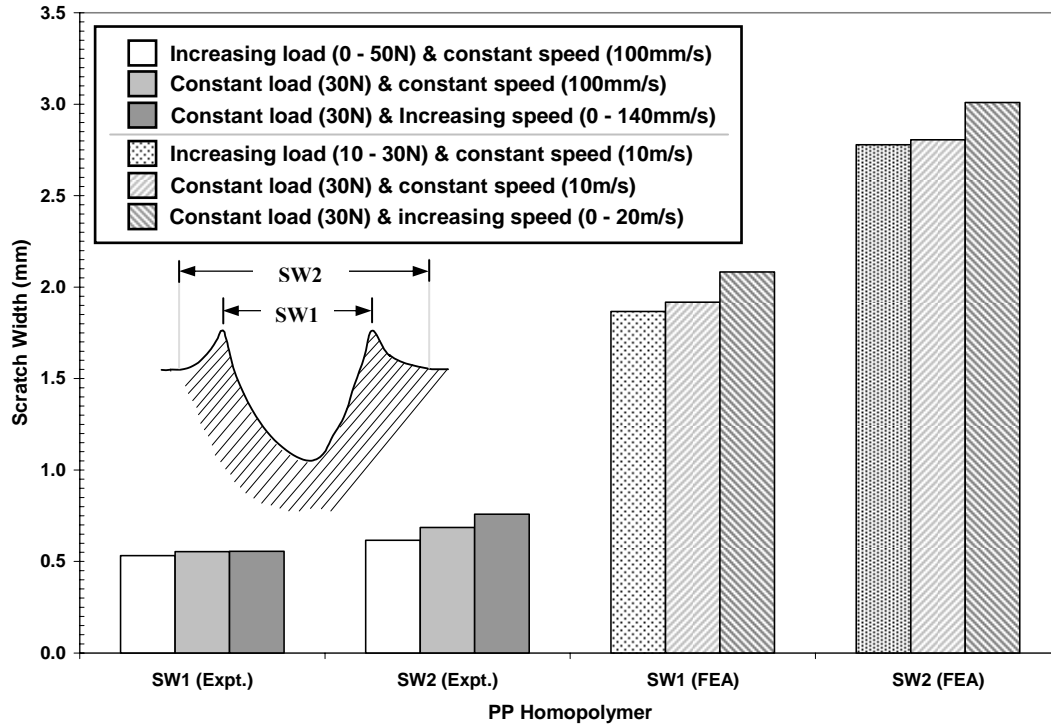 3.5
3.0
2.5
2.0
1.5
1.0
0.5
0.0
Scratch Width (mm)
Increasing load (0 - 50N) & constant speed (100mm/s)
Constant load (30N) & constant speed (100mm/s)
Constant load (30N) & Increasing speed (0 - 140mm/s)
Increasing load (10 - 30N) & constant speed (10m/s)
Constant load (30N) & constant speed (10m/s)
Constant load (30N) & increasing speed (0 - 20m/s)
SW2
SW1
SW1 (Expt.)
SW2 (Expt.)
SW1 (FEA)
SW2 (FEA)
PP Homopolymer